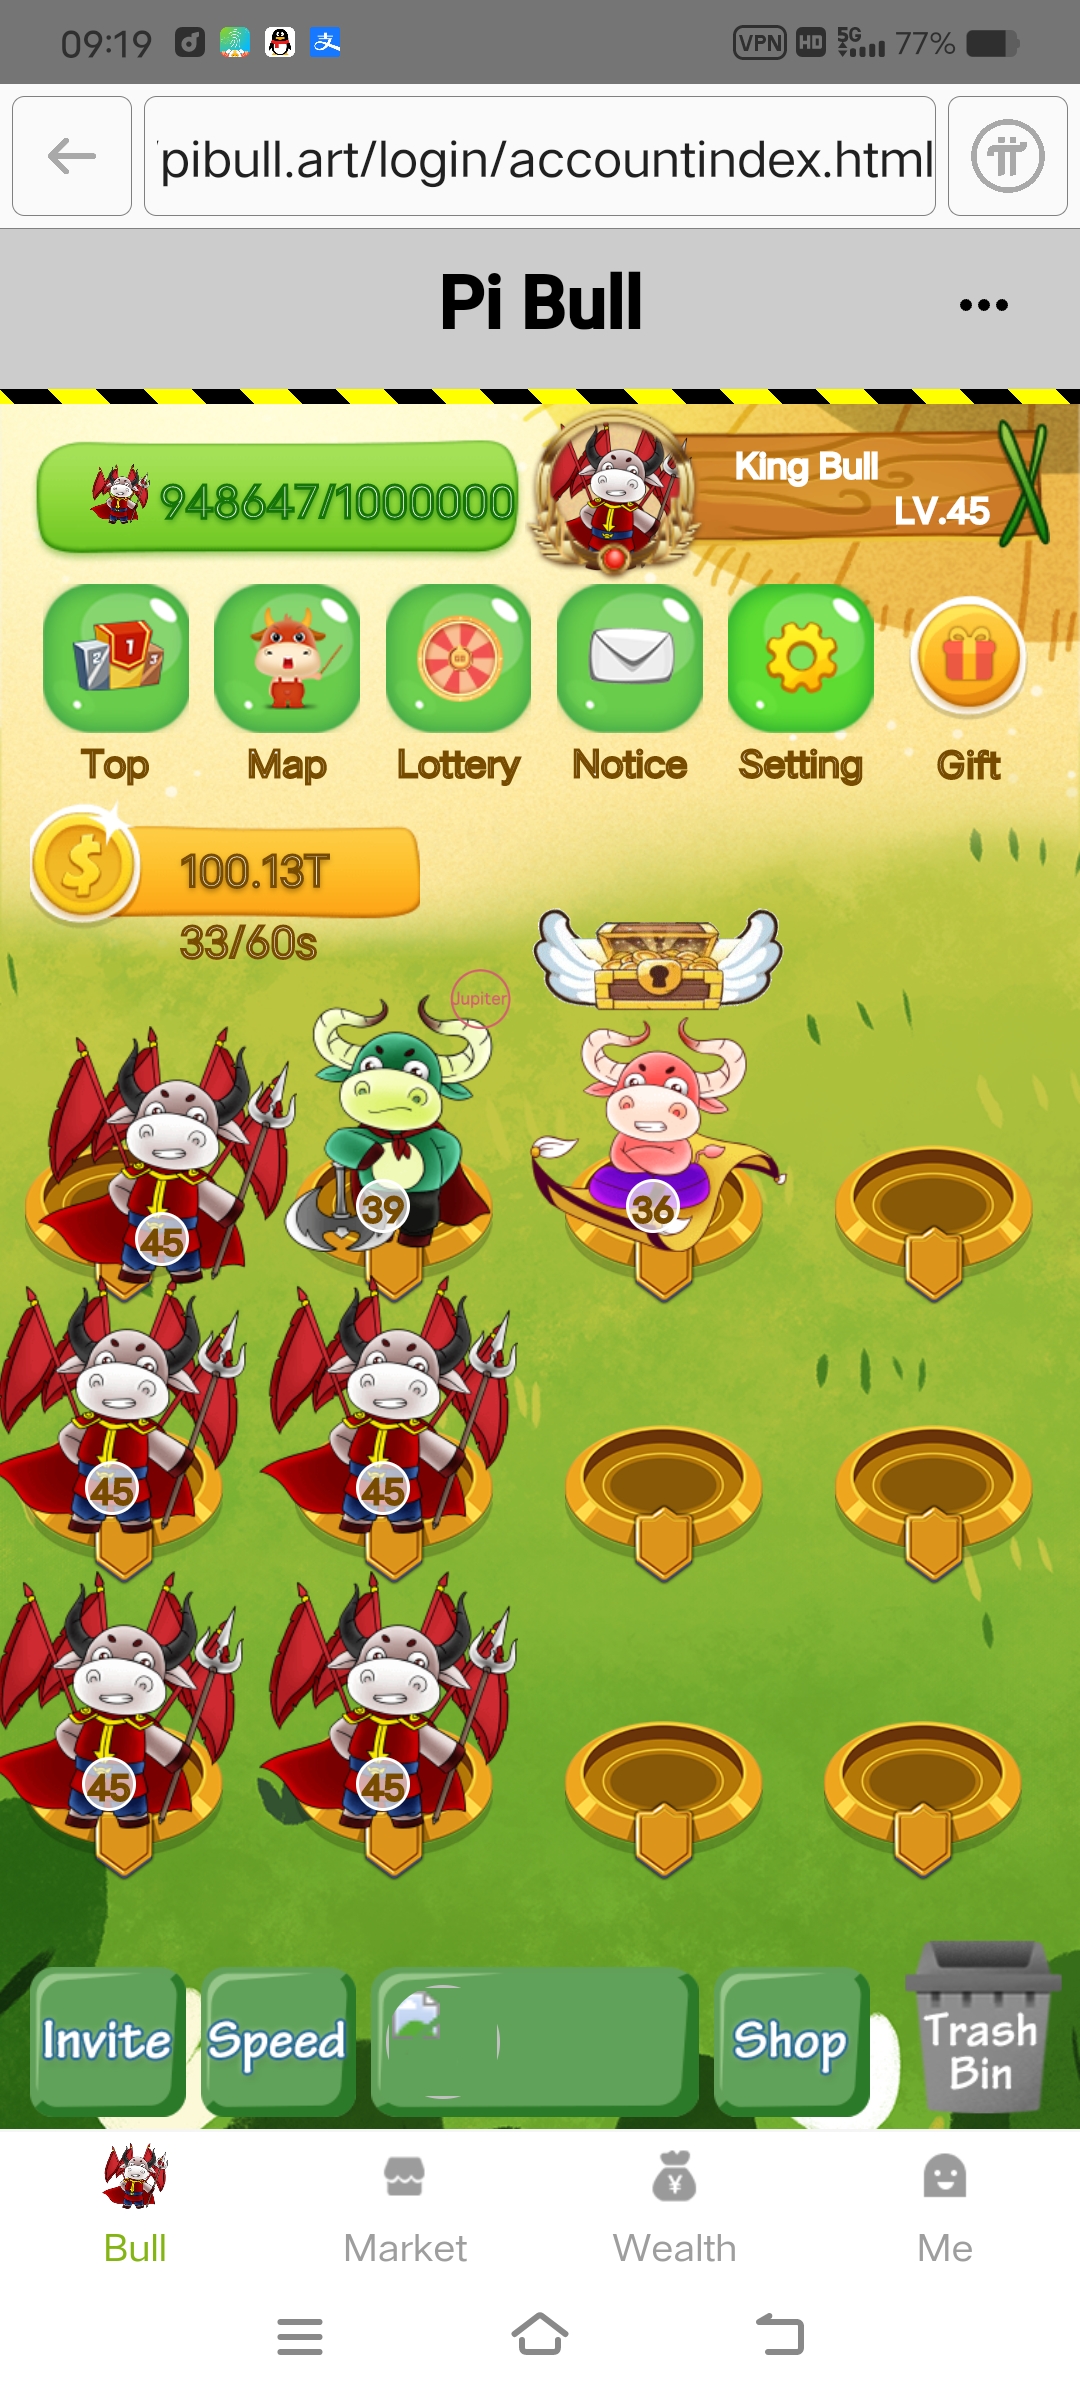 09:19 VPN HD 5G 77%
pibull.art/login/accountindex.html
Pi Bull
King Bull
948647/1000000
LV.45
Top Map Lottery Notice Setting Gift
100.13T
33/60s
Jupiter
45 39 36
45 45
45 45
Invite Speed Shop Trash
Bin
Bull Market Wealth Me